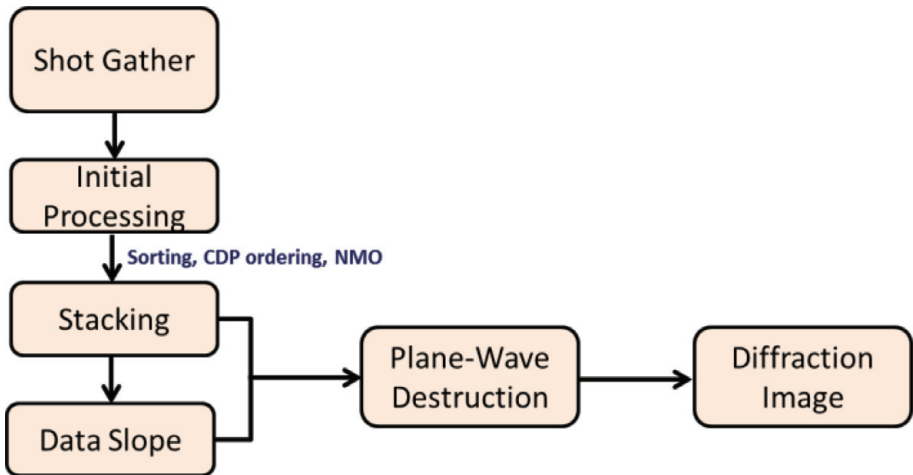 Shot Gather
Initial
Processing
Sorting, CDP ordering, NMO
Stacking
Data Slope
Plane-Wave
Destruction
Diffraction
Image